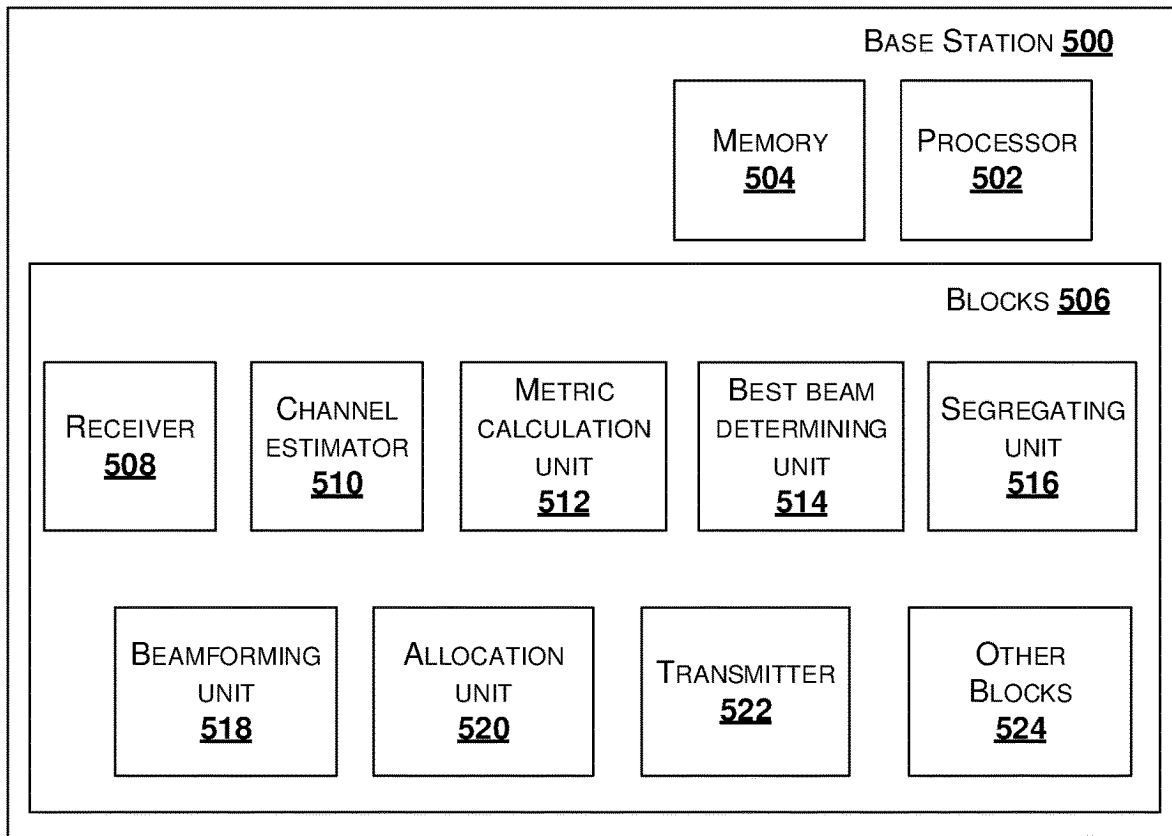 BASE STATION 500
MEMORY
504
PROCESSOR
502
BLOCKS 506
RECEIVER
508
CHANNEL
ESTIMATOR
510
METRIC
CALCULATION
UNIT
512
BEST BEAM
DETERMINING
UNIT
514
SEGREGATING
UNIT
516
BEAMFORMING
UNIT
518
ALLOCATION
UNIT
520
TRANSMITTER
522
OTHER
BLOCKS
524